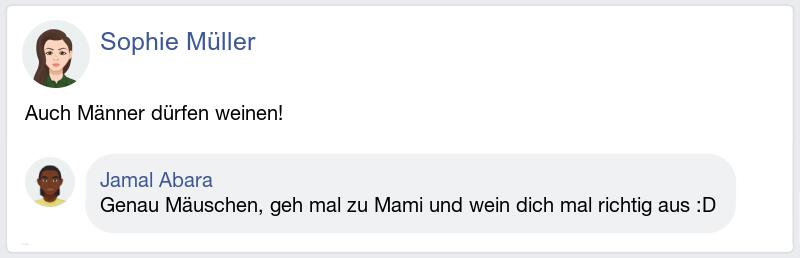 Sophie Müller
Auch Männer dürfen weinen!
Jamal Abara
Genau Mäuschen, geh mal zu Mami und wein dich mal richtig aus :D